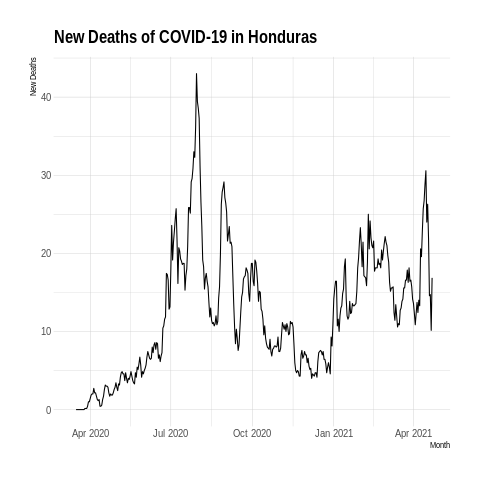 New Deaths of COVID-19 in Honduras
New Deaths
40
30
20
10
0
Apr 2020 Jul 2020 Oct 2020 Jan 2021 Apr 2021
Month